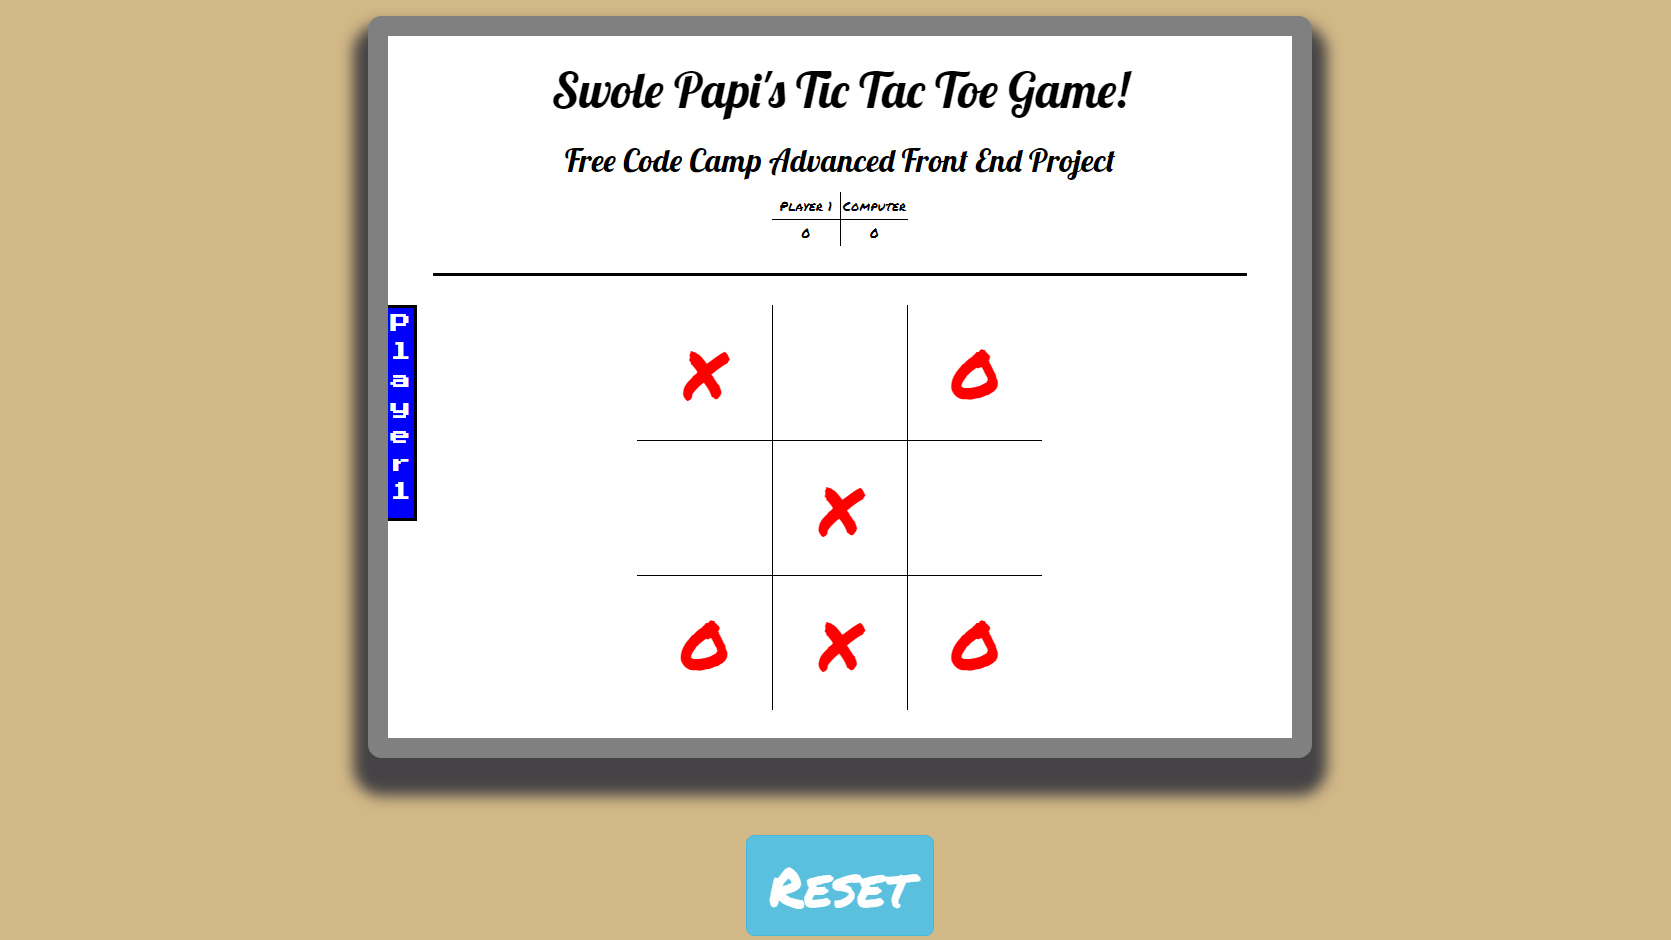 Swole Papi's Tic Tac Toe Game!
Free Code Camp Advanced Front End Project
Player 1 Computer
0 0
Player1
X O
X
O X O
Reset